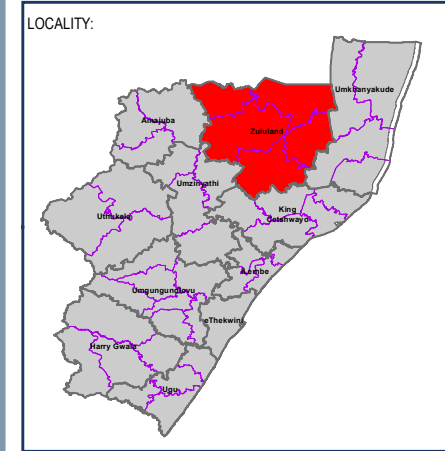 LOCALITY:
Umkhanyakude
Amajuba
Zululand
Umzinyathi
Uthukela
King
Cetshwayo
iLembe
Umgungundlovu
eThekwini
Harry Gwala
Ugu